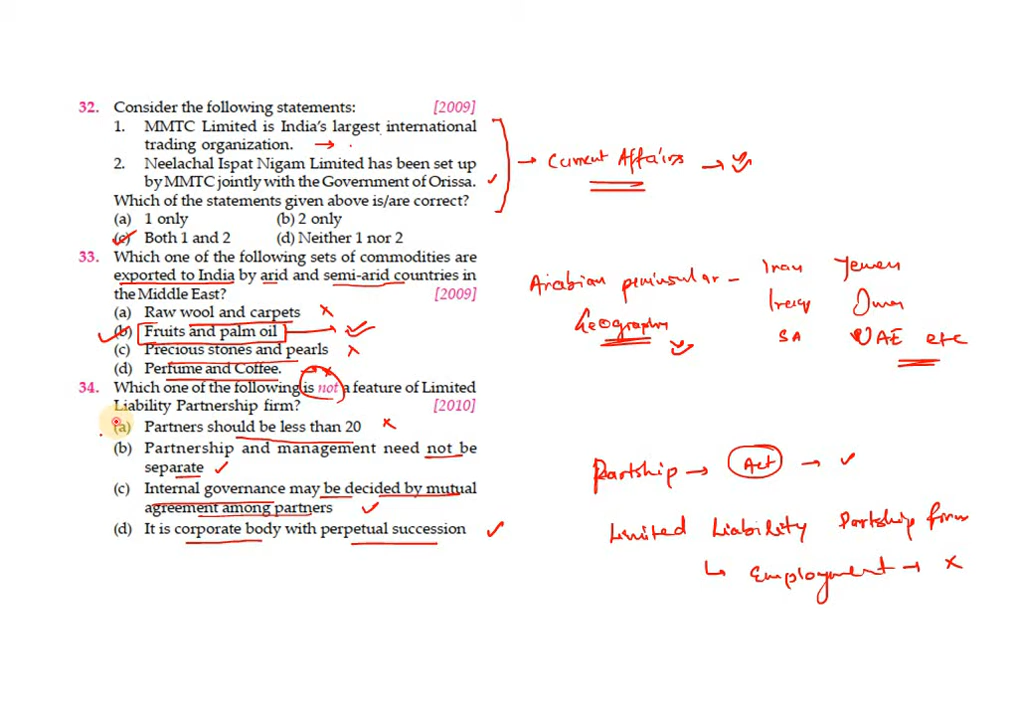 32. Consider the following statements: [2009]
1. MMTC Limited is India's largest international
trading organization.
2. Neelachal Ispat Nigam Limited has been set up
by MMTC jointly with the Government of Orissa.
Which of the statements given above is/are correct?
(a) 1 only (b) 2 only
(c) Both 1 and 2 (d) Neither 1 nor 2
33. Which one of the following sets of commodities are
exported to India by arid and semi-arid countries in
the Middle East? [2009]
(a) Raw wool and carpets
(b) Fruits and palm oil
(c) Precious stones and pearls
(d) Perfume and Coffee.
34. Which one of the following is not a feature of Limited
Liability Partnership firm? [2010]
(a) Partners should be less than 20
(b) Partnership and management need not be
separate
(c) Internal governance may be decided by mutual
agreement among partners
(d) It is corporate body with perpetual succession
→ Current Affairs →
Arabian peninsular – Iran Yemen
Geography Iraq Oman
SA UAE etc
→ Act →
Limited Liability firm
↳ Employment → x